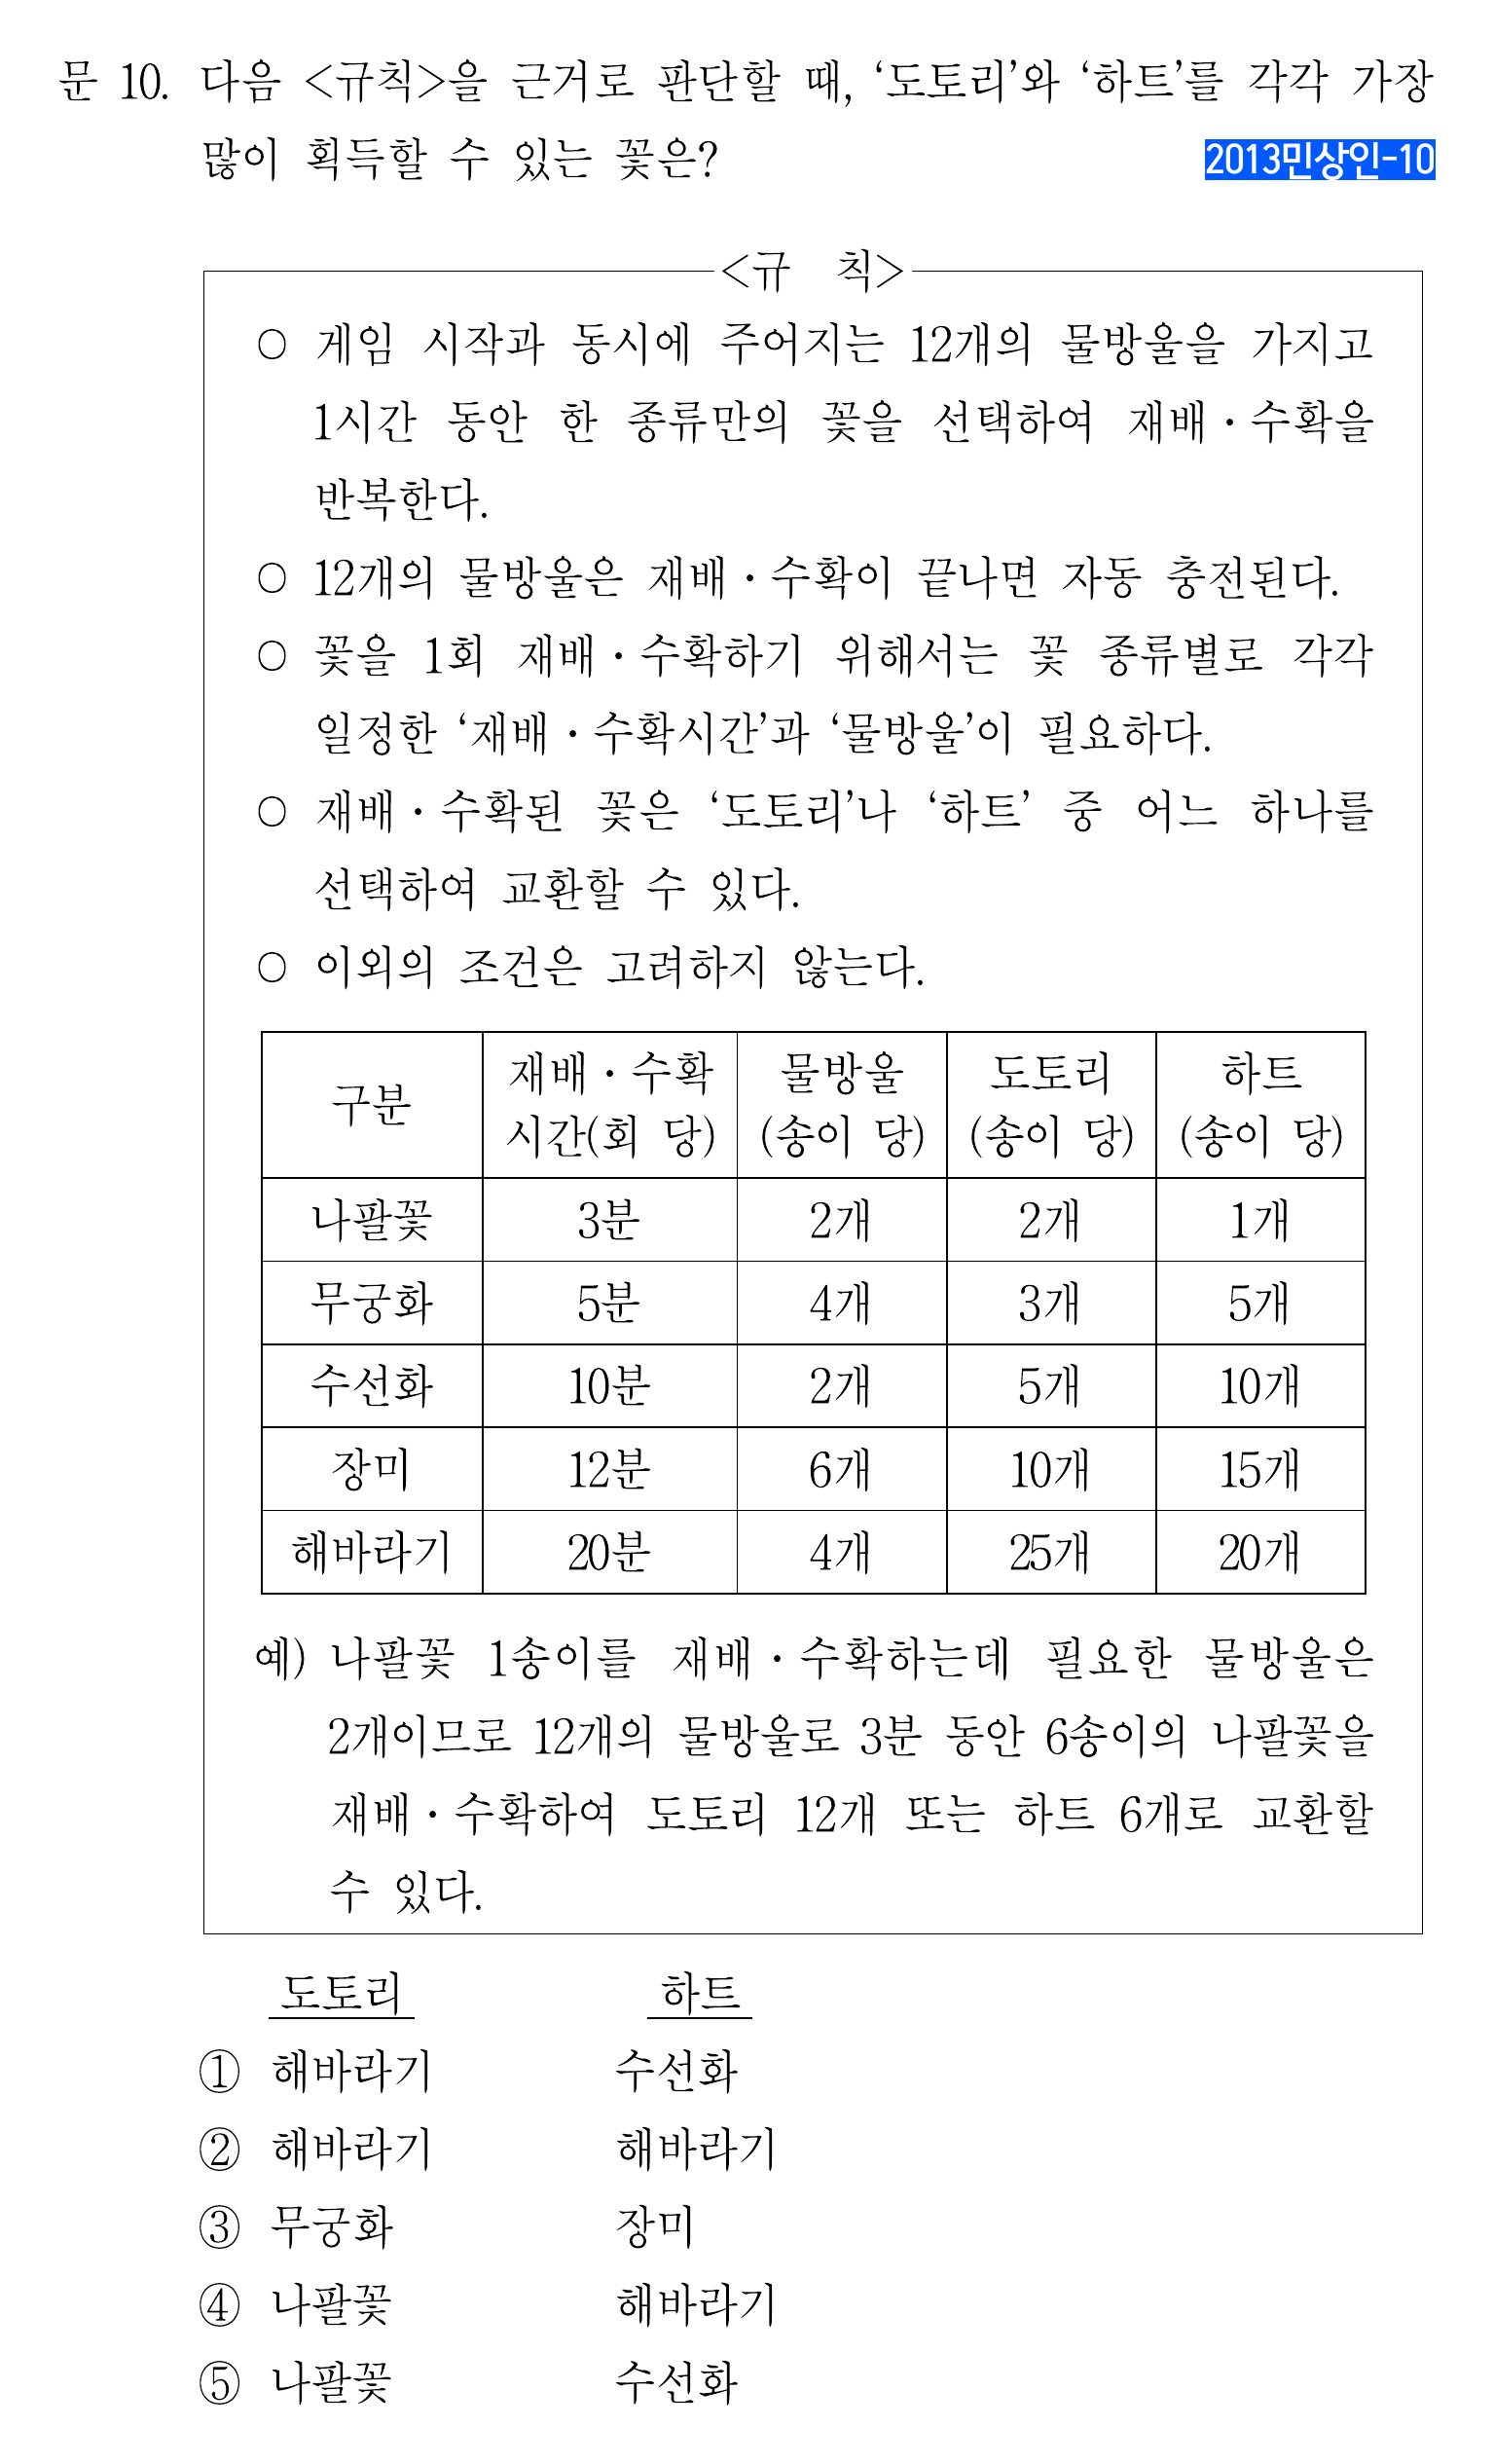 문 10. 다음 <규칙>을 근거로 판단할 때, ‘도토리’와 ‘하트’를 각각 가장
많이 획득할 수 있는 꽃은?
2013민상인-10
<규 칙>
○ 게임 시작과 동시에 주어지는 12개의 물방울을 가지고
1시간 동안 한 종류만의 꽃을 선택하여 재배·수확을
반복한다.
○ 12개의 물방울은 재배·수확이 끝나면 자동 충전된다.
○ 꽃을 1회 재배·수확하기 위해서는 꽃 종류별로 각각
일정한 ‘재배·수확시간’과 ‘물방울’이 필요하다.
○ 재배·수확된 꽃은 ‘도토리’나 ‘하트’ 중 어느 하나를
선택하여 교환할 수 있다.
○ 이외의 조건은 고려하지 않는다.
구분 재배·수확 시간(회 당) 물방울 (송이 당) 도토리 (송이 당) 하트 (송이 당)
나팔꽃 3분 2개 2개 1개
무궁화 5분 4개 3개 5개
수선화 10분 2개 5개 10개
장미 12분 6개 10개 15개
해바라기 20분 4개 25개 20개
예) 나팔꽃 1송이를 재배·수확하는데 필요한 물방울은
2개이므로 12개의 물방울로 3분 동안 6송이의 나팔꽃을
재배·수확하여 도토리 12개 또는 하트 6개로 교환할
수 있다.
도토리 하트
① 해바라기 수선화
② 해바라기 해바라기
③ 무궁화 장미
④ 나팔꽃 해바라기
⑤ 나팔꽃 수선화